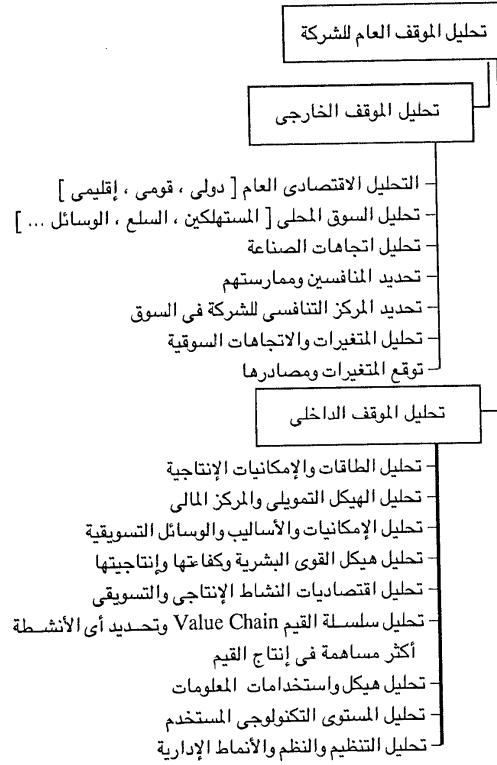 تحليل الموقف العام للشركة
تحليل الموقف الخارجى
التحليل الاقتصادى العام [ دولى ، قومى ، إقليمى ]
تحليل السوق المحلى [ المستهلكين ، السلع ، الوسائل ... ]
تحليل اتجاهات الصناعة
تحديد المنافسين وممارستهم
تحديد المركز التنافسى للشركة فى السوق
تحليل المتغيرات والاتجاهات السوقية
توقع المتغيرات ومصادرها
تحليل الموقف الداخلى
تحليل الطاقات والإمكانيات الإنتاجية
تحليل الهيكل التمويلى والمركز المالى
تحليل الإمكانيات والأساليب والوسائل التسويقية
تحليل هيكل القوى البشرية وكفاءتها وإنتاجيتها
تحليل اقتصاديات النشاط الإنتاجى والتسويقى
تحليل سلسلة القيم Value Chain وتحديد أى الأنشطة
أكثر مساهمة فى إنتاج القيم
تحليل هيكل واستخدامات المعلومات
تحليل المستوى التكنولوجى المستخدم
تحليل التنظيم والنظم والأنماط الإدارية